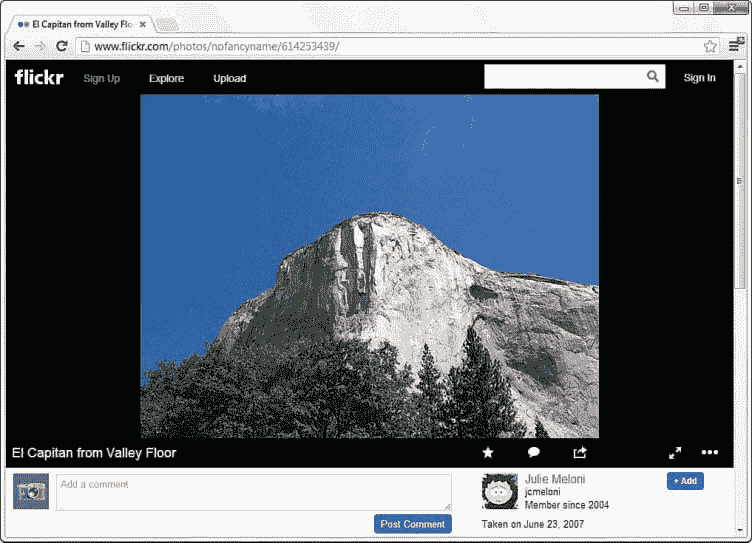 El Capitan from Valley Flo
www.flickr.com/photos/nofancyname/614253439/
flickr
Sign Up
Explore
Upload
Sign In
El Capitan from Valley Floor
Add a comment
Post Comment
Julie Meloni
jcmeloni
Member since 2004
+ Add
Taken on June 23, 2007